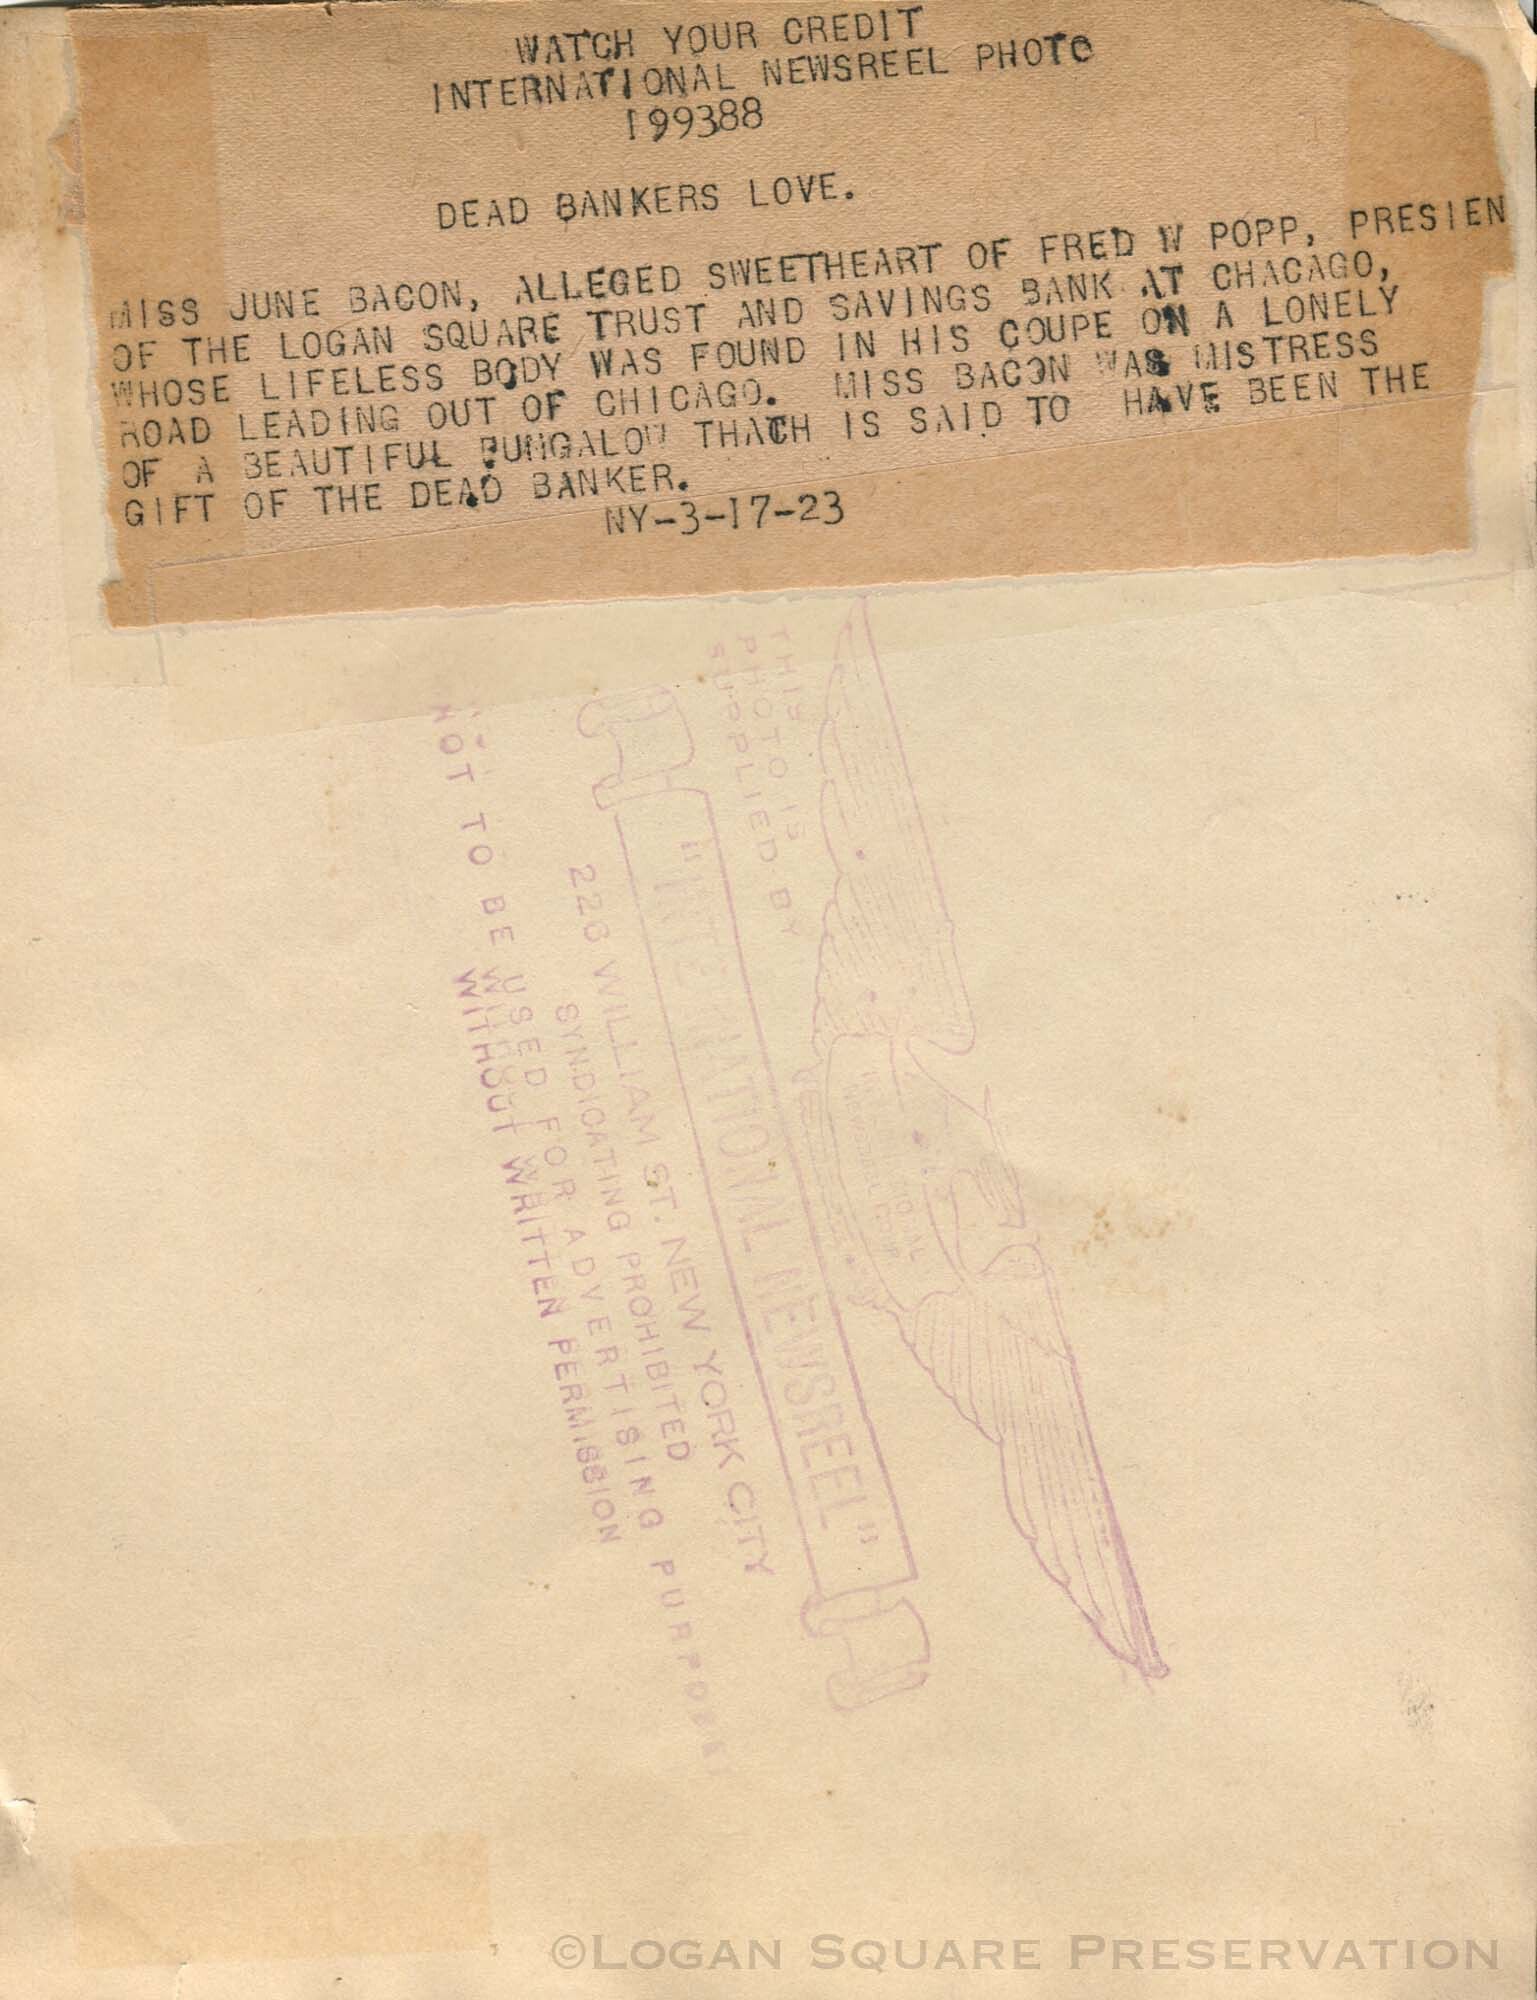 WATCH YOUR CREDIT
INTERNATIONAL NEWSREEL PHOTO
199388
DEAD BANKERS LOVE.
MISS JUNE BACON, ALLEGED SWEETHEART OF FRED W POPP, PRESIEN
OF THE LOGAN SQUARE TRUST AND SAVINGS BANK AT CHACAGO,
WHOSE LIFELESS BODY WAS FOUND IN HIS COUPE ON A LONELY
ROAD LEADING OUT OF CHICAGO. MISS BACON WAS MISTRESS
OF A BEAUTIFUL BUNGALOW THATCH IS SAID TO HAVE BEEN THE
GIFT OF THE DEAD BANKER.
NY-3-17-23
THIS
PHOTO IS
SUPPLIED BY
"INTERNATIONAL NEWSREEL"
WILLIAM ST. NEW YORK CITY
SYNDICATING PROHIBITED
NOT TO BE USED FOR ADVERTISING
WITHOUT WRITTEN PERMISSION
©LOGAN SQUARE PRESERVATION